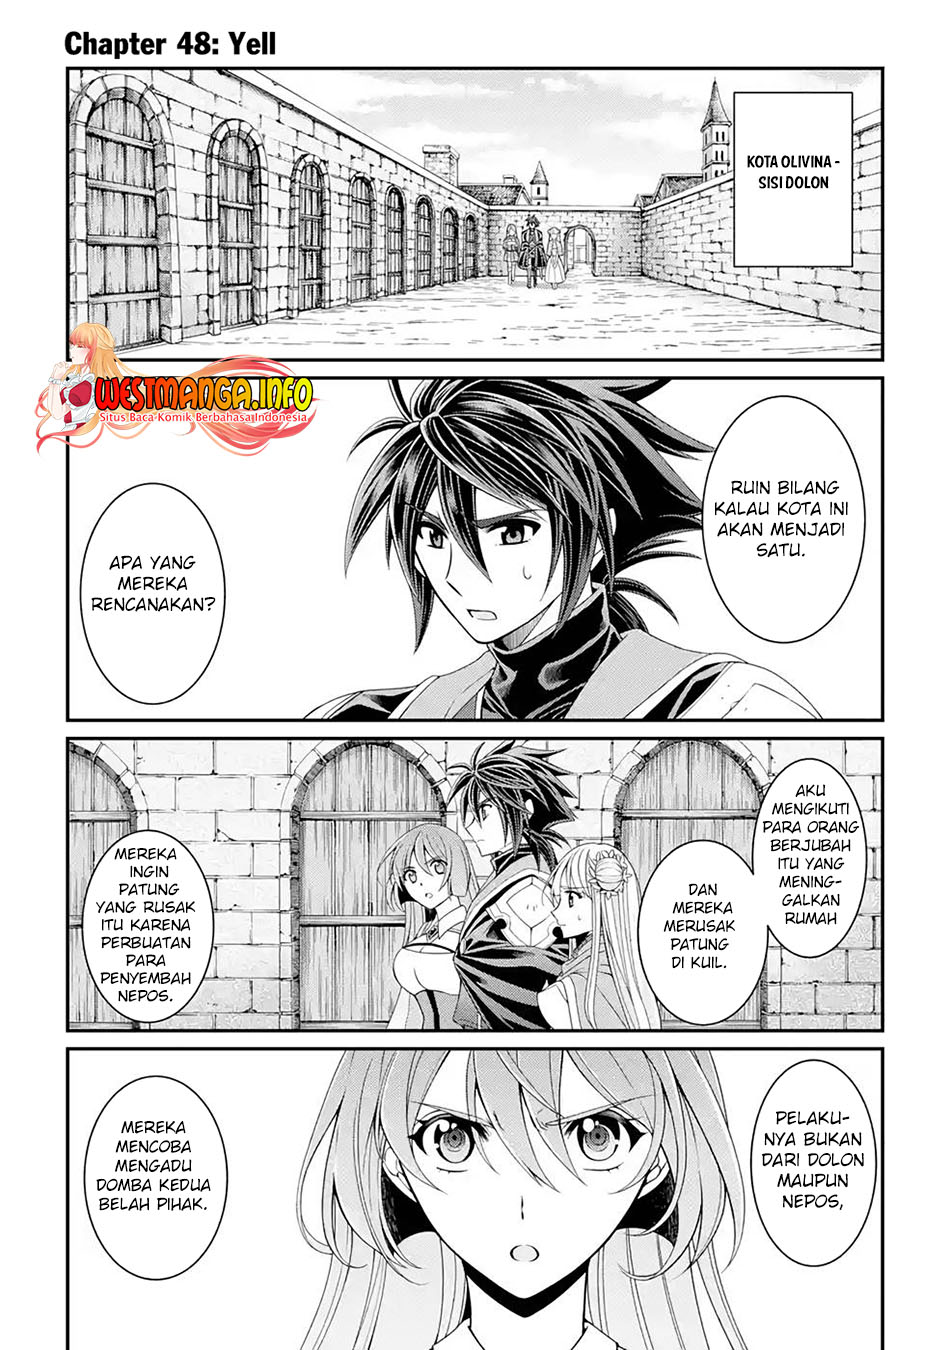 Chapter 48: Yell
KOTA OLIVINA -
SISI DOLON
WESTMANGA.INFO
Situs Baca Komik Berbahasa Indonesia
RUIN BILANG
KALAU KOTA INI
AKAN MENJADI
SATU.
APA YANG
MEREKA
RENCANAKAN?
AKU
MENGIKUTI
PARA ORANG
BERJUBAH
ITU YANG
MENING-
GALKAN
RUMAH
DAN
MEREKA
MERUSAK
PATUNG
DI KUIL.
MEREKA
INGIN
PATUNG
YANG RUSAK
ITU KARENA
PERBUATAN
PARA
PENYEMBAH
NEPOS.
PELAKU-
NYA BUKAN
DARI DOLON
MAUPUN
NEPOS,
MEREKA
MENCOBA
MENGADU
DOMBA KEDUA
BELAH PIHAK.